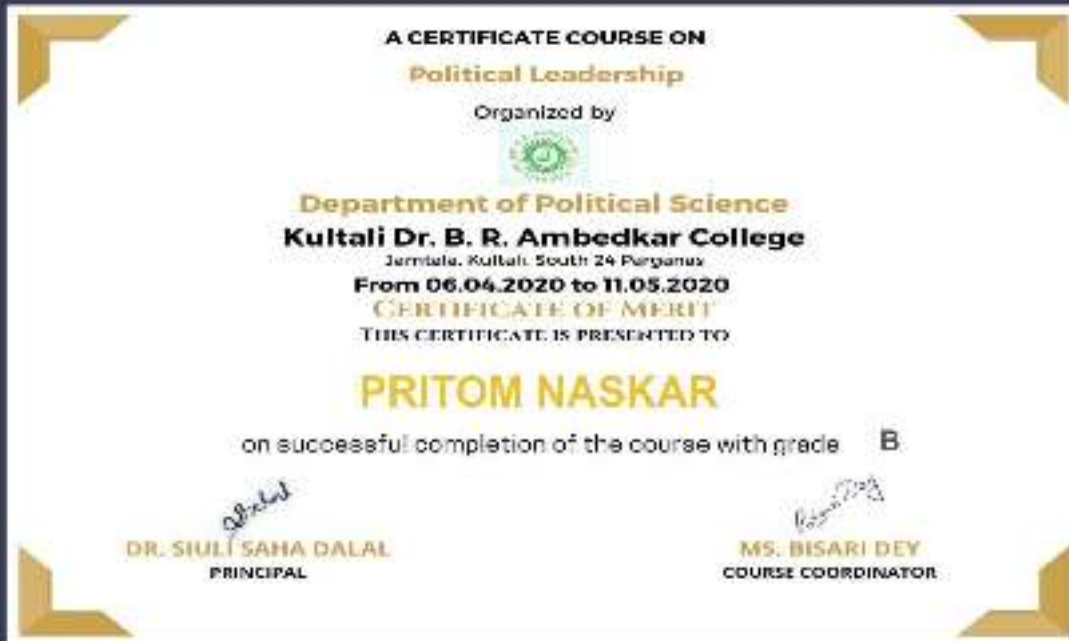 A CERTIFICATE COURSE ON
Political Leadership
Organized by
Department of Political Science
Kultali Dr. B. R. Ambedkar College
Jamtala, Kultali, South 24 Parganas
From 06.04.2020 to 11.05.2020
CERTIFICATE OF MERIT
THIS CERTIFICATE IS PRESENTED TO
PRITOM NASKAR
on successful completion of the course with grade B
DR. SIULI SAHA DALAL
PRINCIPAL
MS. BISARI DEY
COURSE COORDINATOR